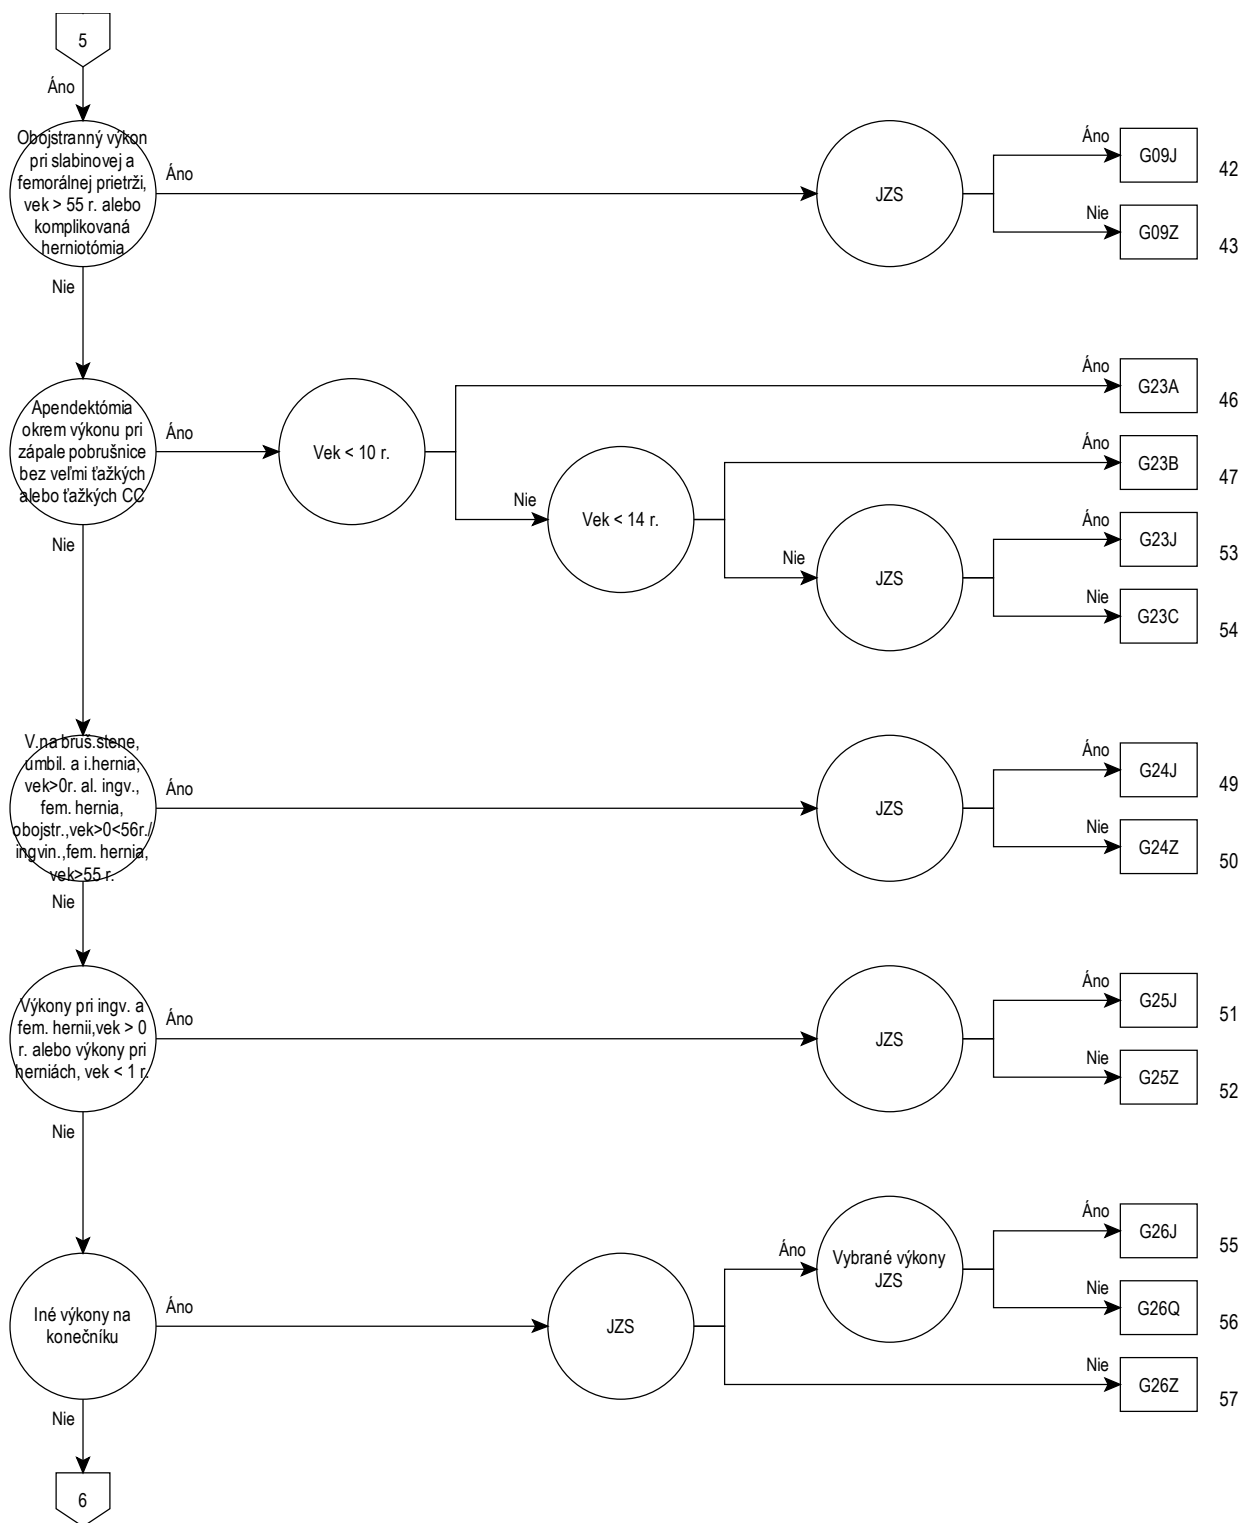 5
Áno
Obojstranný výkon
pri slabinovej a
femorálnej prietrži,
vek > 55 r. alebo
komplikovaná
herniotómia
Áno
JZS
Áno
G09J
42
Nie
G09Z
43
Nie
Apendektómia
okrem výkonu pri
zápale pobrušnice
bez veľmi ťažkých
alebo ťažkých CC
Áno
Vek < 10 r.
Áno
G23A
46
Nie
Vek < 14 r.
Áno
G23B
47
Nie
JZS
Áno
G23J
53
Nie
G23C
54
Nie
V.na bruš.stene,
umbil. a i.hernia,
vek>0r. al. ingv.,
fem. hernia,
obojstr.,vek>0<56r./
ingvin.,fem. hernia,
vek>55 r.
Áno
JZS
Áno
G24J
49
Nie
G24Z
50
Nie
Výkony pri ingv. a
fem. hernii,vek > 0
r. alebo výkony pri
herniách, vek < 1 r.
Áno
JZS
Áno
G25J
51
Nie
G25Z
52
Nie
Iné výkony na
konečníku
Áno
JZS
Áno
Vybrané výkony
JZS
Áno
G26J
55
Nie
G26Q
56
Nie
G26Z
57
Nie
6